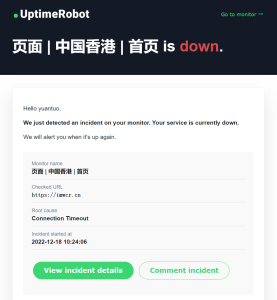 UptimeRobot
Go to monitor →
页面 | 中国香港 | 首页 is down.
Hello yuantuo,
We just detected an incident on your monitor. Your service is currently down.
We will alert you when it's up again.
Monitor name
页面 | 中国香港 | 首页
Checked URL
Root cause
Connection Timeout
Incident started at
2022-12-18 10:24:06
View incident details
Comment incident